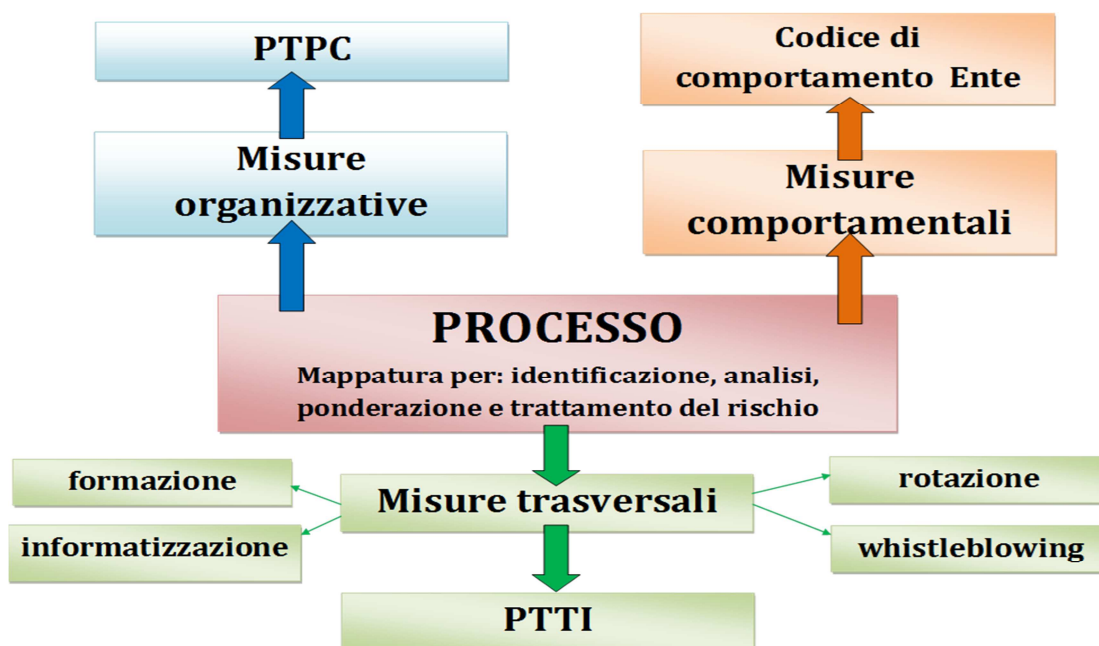 PTPC
Codice di
comportamento Ente
Misure
organizzative
Misure
comportamentali
PROCESSO
Mappatura per: identificazione, analisi,
ponderazione e trattamento del rischio
formazione
Misure trasversali
rotazione
informatizzazione
whistleblowing
PTTI